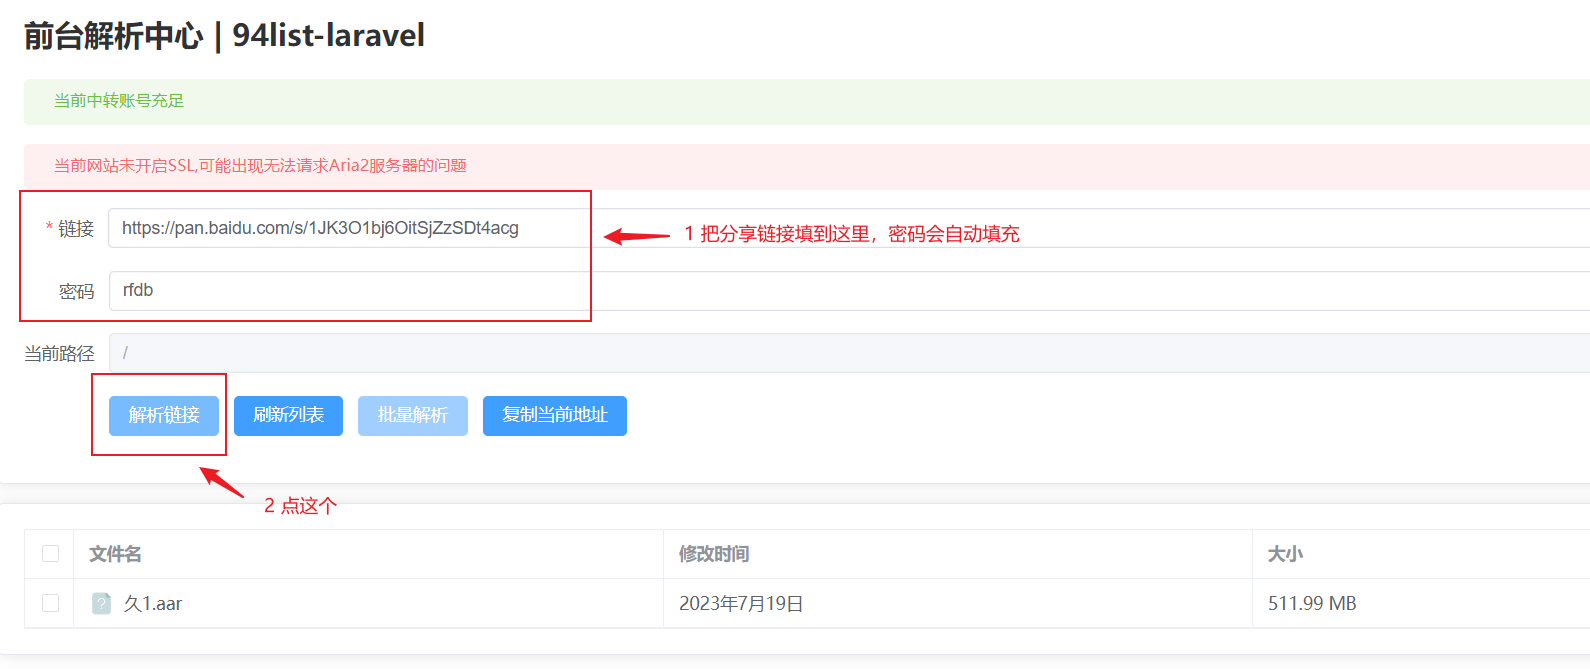 前台解析中心 | 94list-laravel
当前中转账号充足
当前网站未开启SSL,可能出现无法请求Aria2服务器的问题
* 链接 https://pan.baidu.com/s/1JK3O1bj6OitSjZzSDt4acg
1 把分享链接填到这里，密码会自动填充
密码 rfdb
当前路径 /
解析链接 刷新列表 批量解析 复制当前地址
2 点这个
文件名 修改时间 大小
久1.aar 2023年7月19日 511.99 MB